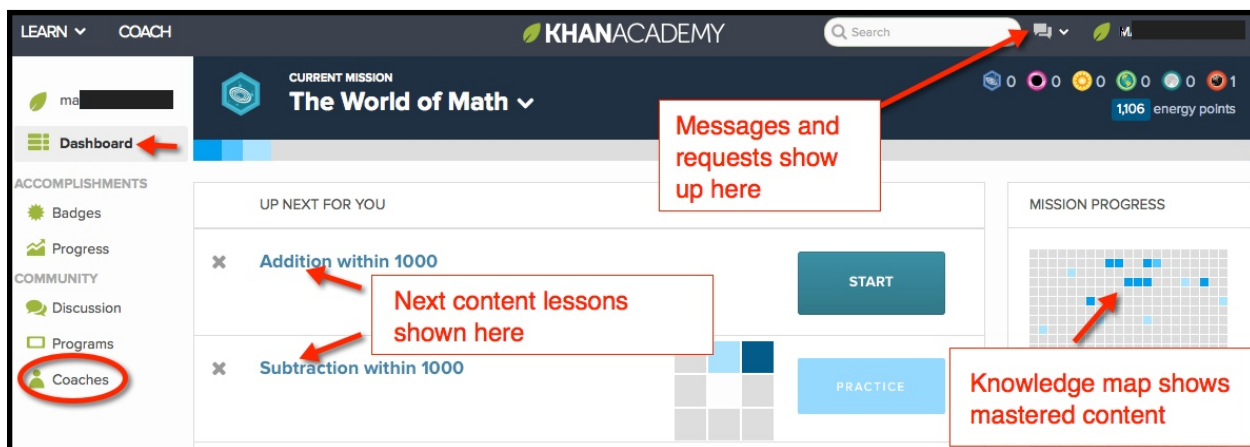 LEARN COACH KHANACADEMY Search M.
ma
Dashboard
ACCOMPLISHMENTS
Badges
Progress
COMMUNITY
Discussion
Programs
Coaches
CURRENT MISSION
The World of Math
0 0 0 0 0 1
1,106 energy points
Messages and
requests show
up here
UP NEXT FOR YOU
Addition within 1000
START
Next content lessons
shown here
Subtraction within 1000
PRACTICE
MISSION PROGRESS
Knowledge map shows
mastered content